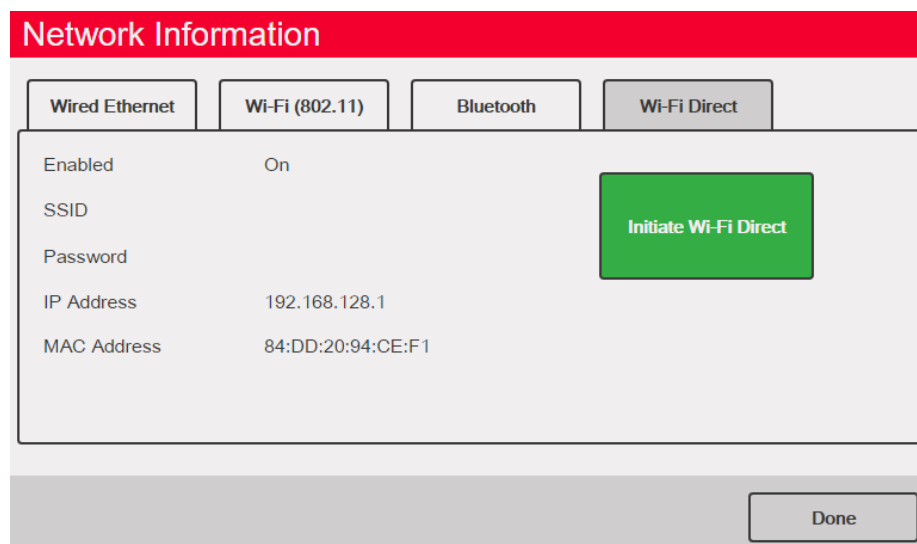 Network Information
Wired Ethernet Wi-Fi (802.11) Bluetooth Wi-Fi Direct
Enabled On
SSID
Initiate Wi-Fi Direct
Password
IP Address 192.168.128.1
MAC Address 84:DD:20:94:CE:F1
Done